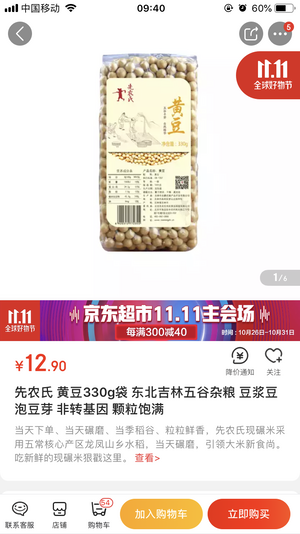 中国移动
09:40
60%
5
11.11
全球好物节
先农氏
黄豆
1/6
11.11
全球好物节
京东超市11.11主会场
每满300减40
时间:10月26日-10月31日
¥12.90
降价通知
关注
先农氏 黄豆330g袋 东北吉林五谷杂粮 豆浆豆
泡豆芽 非转基因 颗粒饱满
当天下单、当天碾磨、当季稻谷、粒粒鲜香,先农氏现碾米采
用五常核心产区龙凤山乡水稻,当天碾磨,引领大米新食尚。
吃新鲜的现碾米狠戳这里。 查看>
联系客服
店铺
54
购物车
加入购物车
立即购买